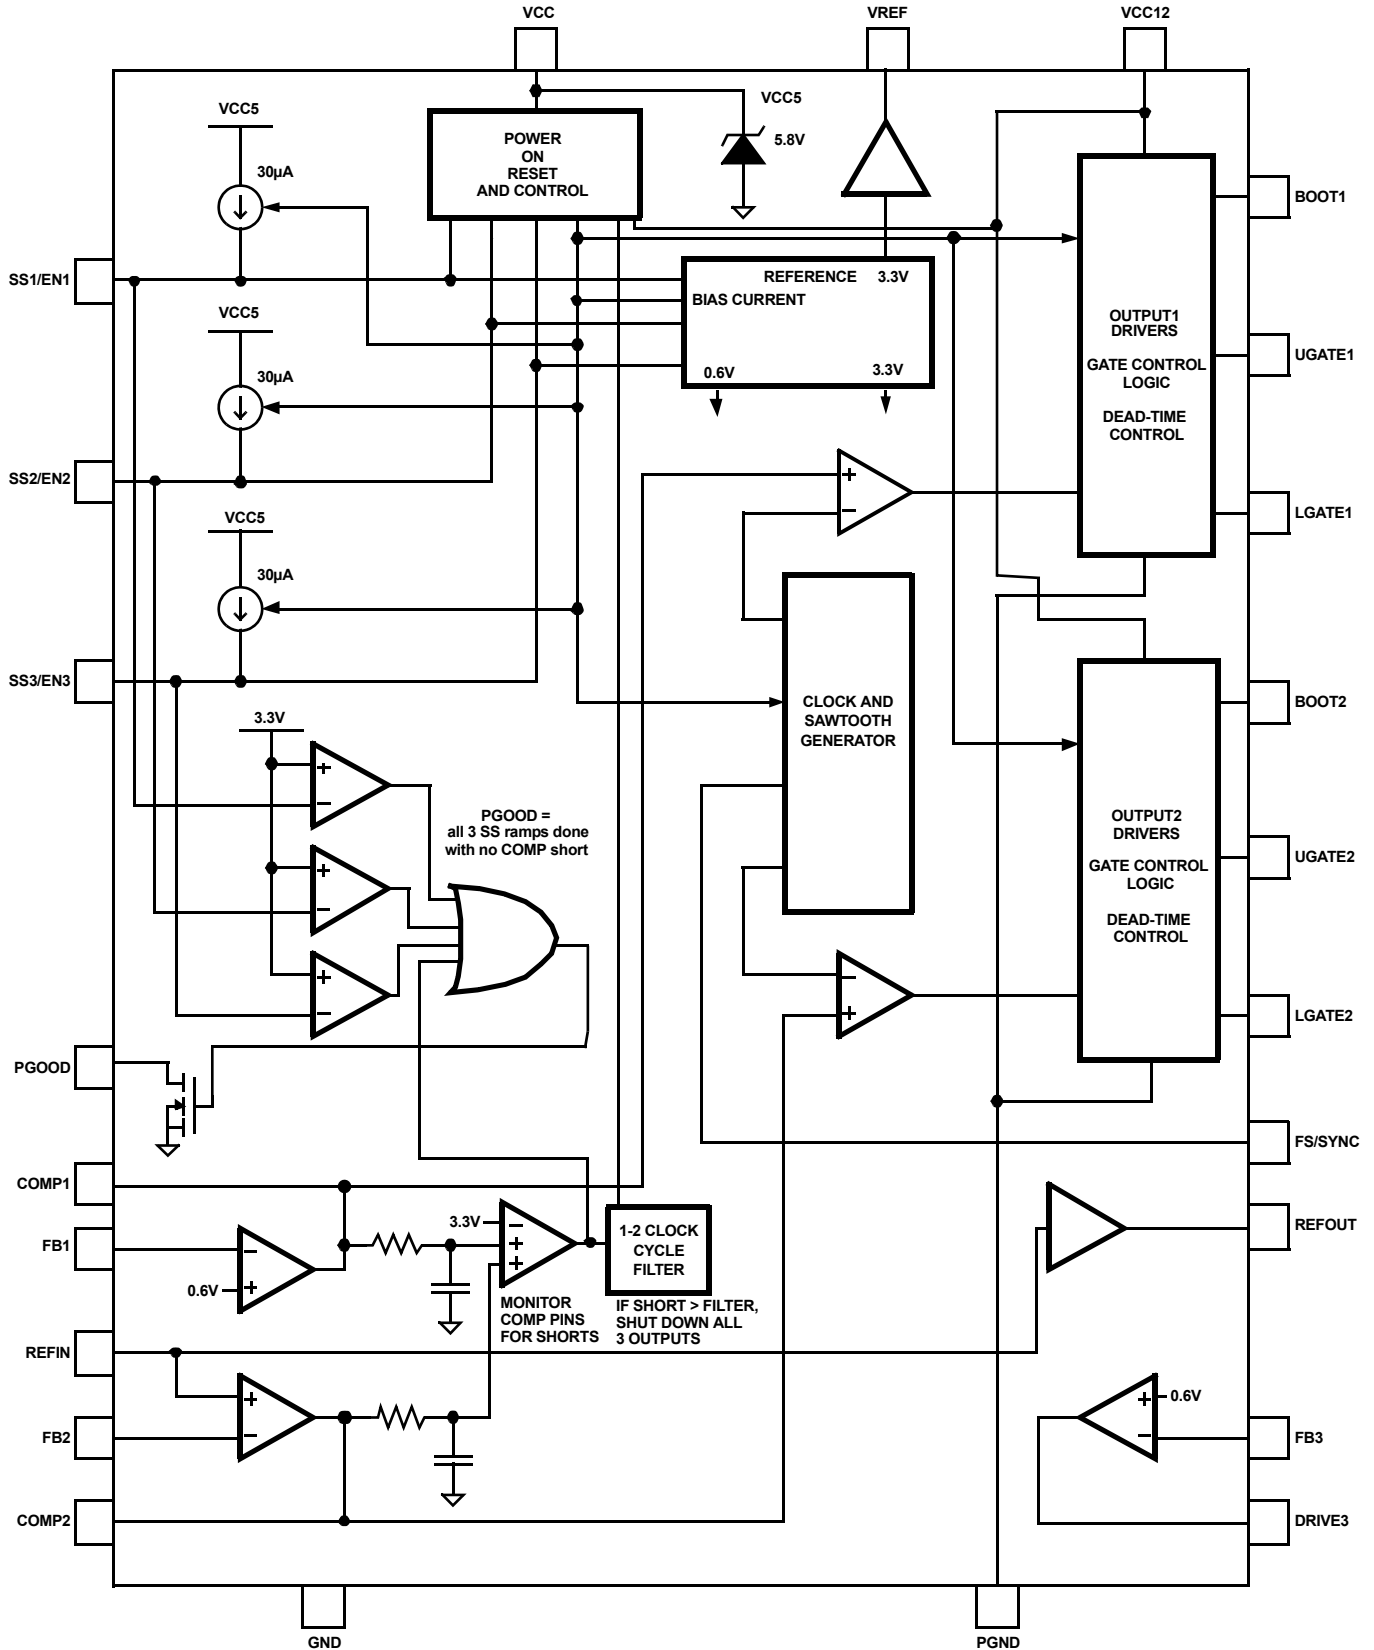 VCC
VREF
VCC12
VCC5
30µA
POWER
ON
RESET
AND CONTROL
VCC5
5.8V
BOOT1
SS1/EN1
REFERENCE 3.3V
BIAS CURRENT
0.6V
3.3V
OUTPUT1
DRIVERS
GATE CONTROL
LOGIC
DEAD-TIME
CONTROL
UGATE1
VCC5
30µA
SS2/EN2
LGATE1
VCC5
30µA
SS3/EN3
BOOT2
CLOCK AND
SAWTOOTH
GENERATOR
3.3V
+
−
+
−
+
−
+
−
PGOOD =
all 3 SS ramps done
with no COMP short
OUTPUT2
DRIVERS
GATE CONTROL
LOGIC
DEAD-TIME
CONTROL
UGATE2
−
+
LGATE2
PGOOD
FS/SYNC
COMP1
FB1
−
+
0.6V
3.3V
−
+
+
MONITOR
COMP PINS
FOR SHORTS
1-2 CLOCK
CYCLE
FILTER
IF SHORT > FILTER,
SHUT DOWN ALL
3 OUTPUTS
REFOUT
REFIN
+
−
FB2
COMP2
+
−
0.6V
FB3
DRIVE3
GND
PGND